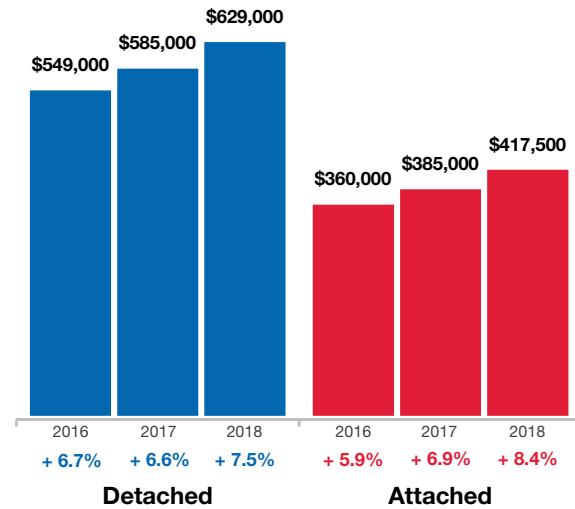 $629,000
$585,000
$549,000
$417,500
$385,000
$360,000
2016 2017 2018 2016 2017 2018
+ 6.7% + 6.6% + 7.5% + 5.9% + 6.9% + 8.4%
Detached Attached